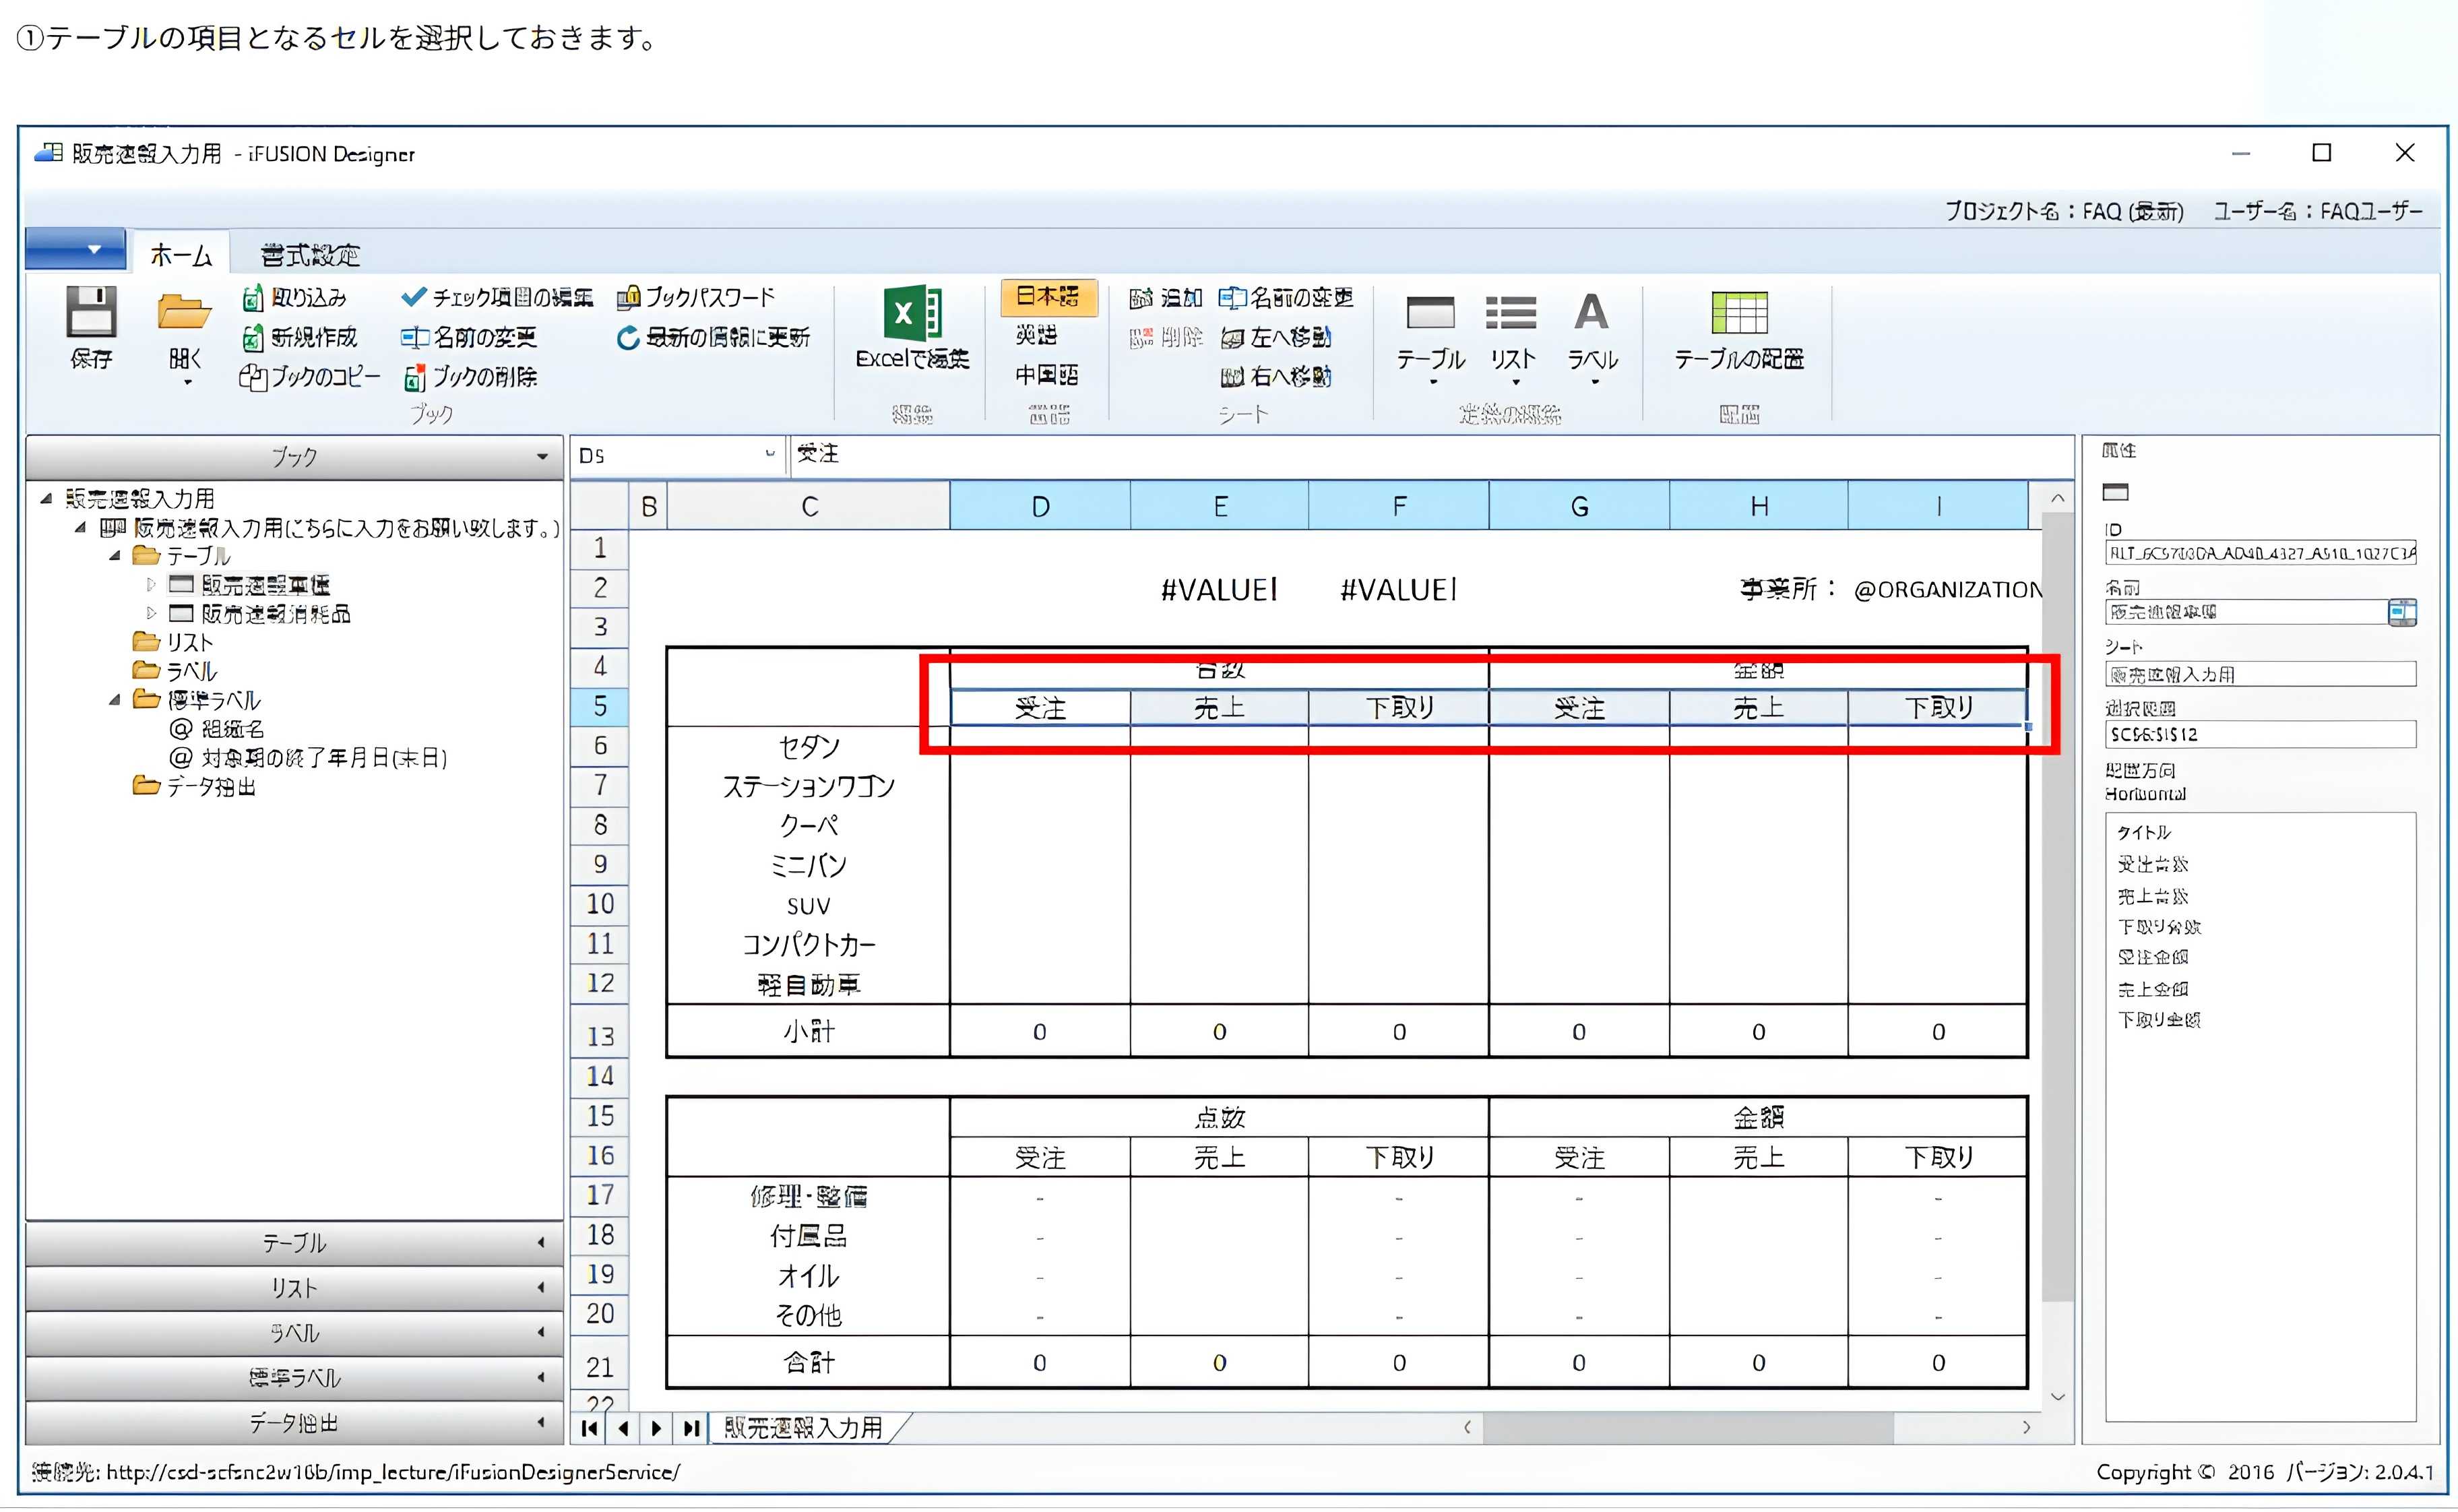 ①テーブルの項目となるセルを選択しておきます。
販売速報入力用 - iFUSION Designer
プロジェクト名：FAQ (最新) ユーザー名：FAQユーザー
ホーム 書式設定
保存
開く
取り込み
新規作成
ブックのコピー
チェック項目の編集
名前の変更
ブックの削除
ブックパスワード
最新の情報に更新
ブック
Excelで編集
編集
日本語
英語
中国語
言語
追加
削除
名前の変更
左へ移動
右へ移動
シート
テーブル
リスト
ラベル
定義の編集
テーブルの配置
配置
ブック
販売速報入力用
販売速報入力用(こちらに入力をお願い致します。)
テーブル
販売速報車種
販売速報消耗品
リスト
ラベル
標準ラベル
@ 組織名
@ 対象期の終了年月日(末日)
データ抽出
テーブル
リスト
ラベル
標準ラベル
データ抽出
D5 受注
B C D E F G H I
1
2 #VALUE! #VALUE! 事業所： @ORGANIZATION
3
4 台数 金額
5 受注 売上 下取り 受注 売上 下取り
6 セダン
7 ステーションワゴン
8 クーペ
9 ミニバン
10 SUV
11 コンパクトカー
12 軽自動車
13 小計 0 0 0 0 0 0
14
15 点数 金額
16 受注 売上 下取り 受注 売上 下取り
17 修理・整備 - - - -
18 付属品 - - - -
19 オイル - - - -
20 その他 - - - -
21 合計 0 0 0 0 0 0
22
販売速報入力用
属性
ID
名前
販売速報車種
シート
販売速報入力用
選択範囲
$C$6:$I$12
配置方向
Horizontal
タイトル
受注台数
売上台数
下取り台数
受注金額
売上金額
下取り金額
接続先: http://csd-scfsnc2w16b/imp_lecture/iFusionDesignerService/
Copyright © 2016 バージョン: 2.0.4.1